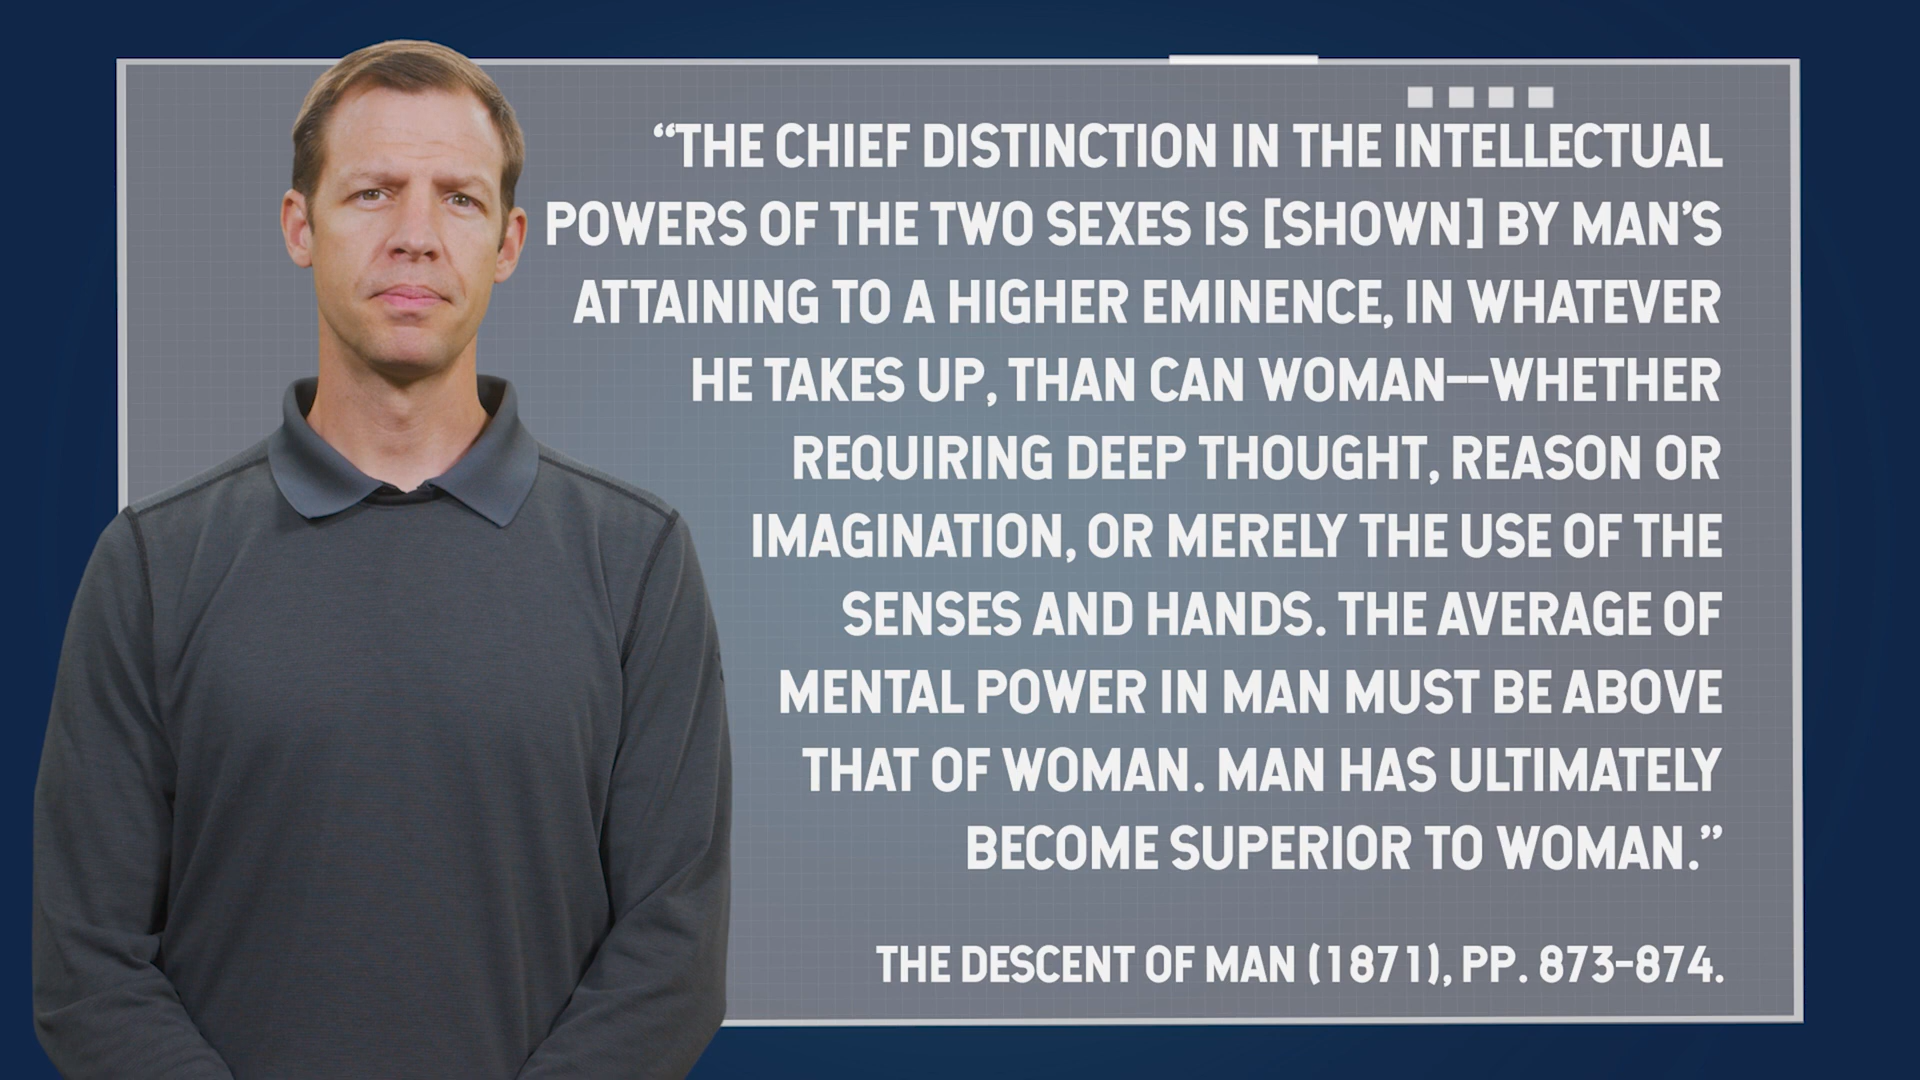 “THE CHIEF DISTINCTION IN THE INTELLECTUAL
POWERS OF THE TWO SEXES IS [SHOWN] BY MAN’S
ATTAINING TO A HIGHER EMINENCE, IN WHATEVER
HE TAKES UP, THAN CAN WOMAN--WHETHER
REQUIRING DEEP THOUGHT, REASON OR
IMAGINATION, OR MERELY THE USE OF THE
SENSES AND HANDS. THE AVERAGE OF
MENTAL POWER IN MAN MUST BE ABOVE
THAT OF WOMAN. MAN HAS ULTIMATELY
BECOME SUPERIOR TO WOMAN.”
THE DESCENT OF MAN (1871), PP. 873-874.